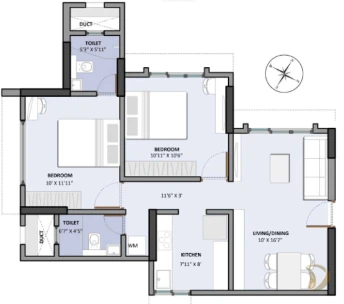 DUCT
TOILET
6'3" X 5'11"
BEDROOM
10'11" X 10'6"
BEDROOM
10' X 11'11"
11'6" X 3'
TOILET
6'7" X 4'5"
DUCT
WM
KITCHEN
7'11" X 8'
LIVING/DINING
10' X 16'7"